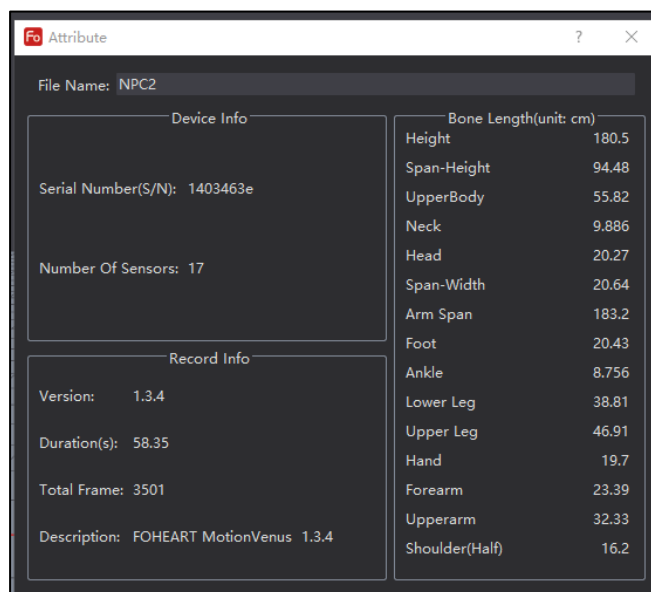 Fo Attribute ? ×
File Name: NPC2
Device Info
Serial Number(S/N): 1403463e
Number Of Sensors: 17
Record Info
Version: 1.3.4
Duration(s): 58.35
Total Frame: 3501
Description: FOHEART MotionVenus 1.3.4
Bone Length(unit: cm)
Height 180.5
Span-Height 94.48
UpperBody 55.82
Neck 9.886
Head 20.27
Span-Width 20.64
Arm Span 183.2
Foot 20.43
Ankle 8.756
Lower Leg 38.81
Upper Leg 46.91
Hand 19.7
Forearm 23.39
Upperarm 32.33
Shoulder(Half) 16.2